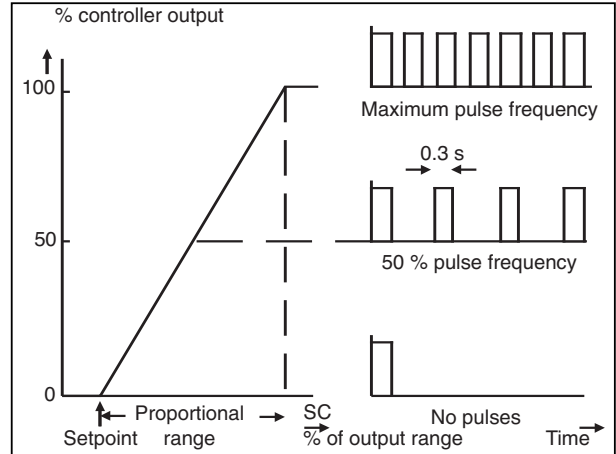 % controller output
100
Maximum pulse frequency
0.3 s
50
50 % pulse frequency
0
Proportional
range
SC
Setpoint
% of output range
No pulses
Time